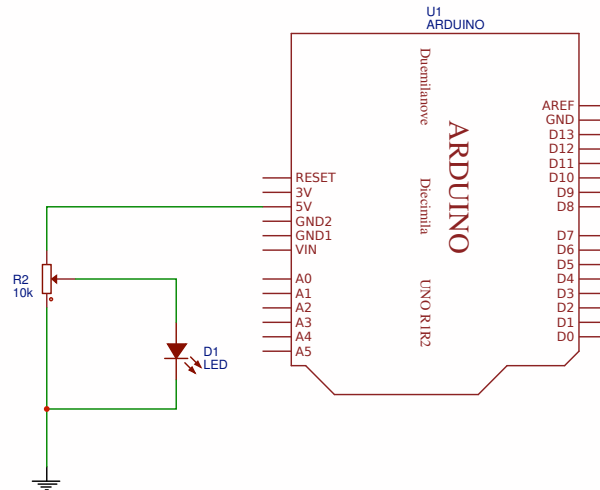 U1
ARDUINO
Duemilanove
ARDUINO
Diecimila
UNO R1R2
RESET
3V
5V
GND2
GND1
VIN
A0
A1
A2
A3
A4
A5
AREF
GND
D13
D12
D11
D10
D9
D8
D7
D6
D5
D4
D3
D2
D1
D0
R2
10k
D1
LED